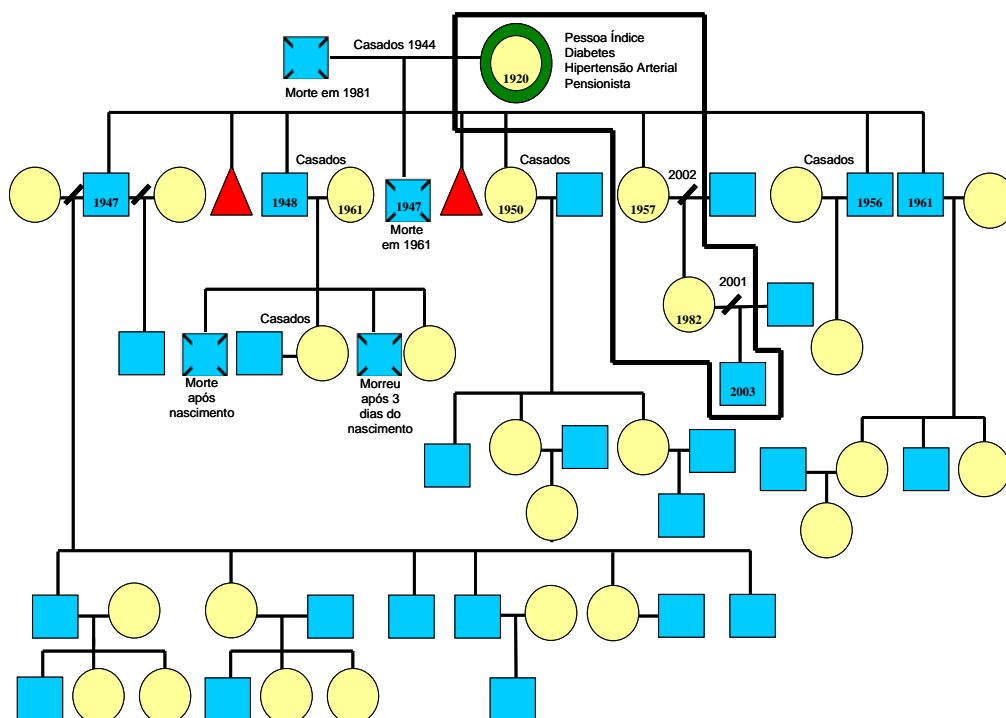 Casados 1944
Pessoa Índice
Diabetes
Hipertensão Arterial
Pensionista
1920
Morte em 1981
Casados
Casados
2002
Casados
1947
1948
1961
1947
1950
1957
1956
1961
Morte
em 1961
2001
1982
Casados
Morte
após
nascimento
Morreu
após 3
dias do
nascimento
2003